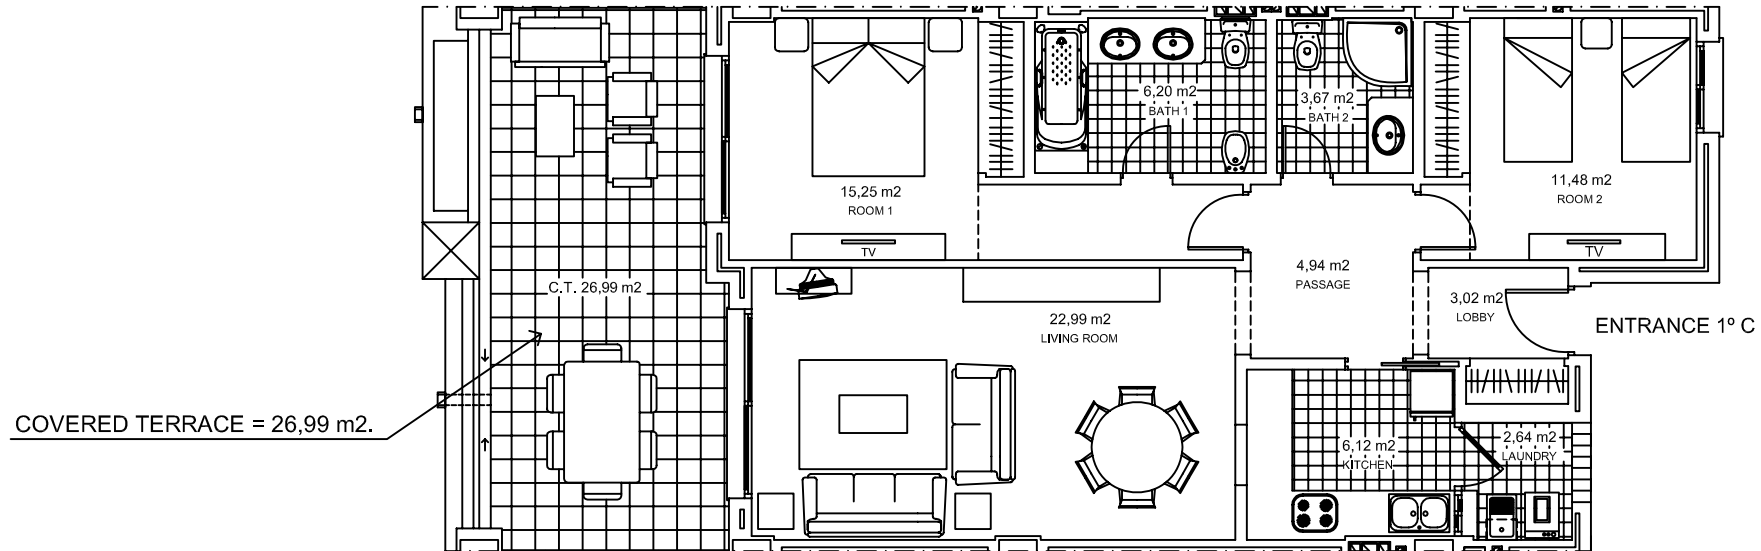 6,20 m2
BATH 1
3,67 m2
BATH 2
15,25 m2
ROOM 1
11,48 m2
ROOM 2
TV
TV
4,94 m2
PASSAGE
C.T. 26,99 m2
3,02 m2
LOBBY
22,99 m2
LIVING ROOM
ENTRANCE 1º C
COVERED TERRACE = 26,99 m2.
6,12 m2
KITCHEN
2,64 m2
LAUNDRY